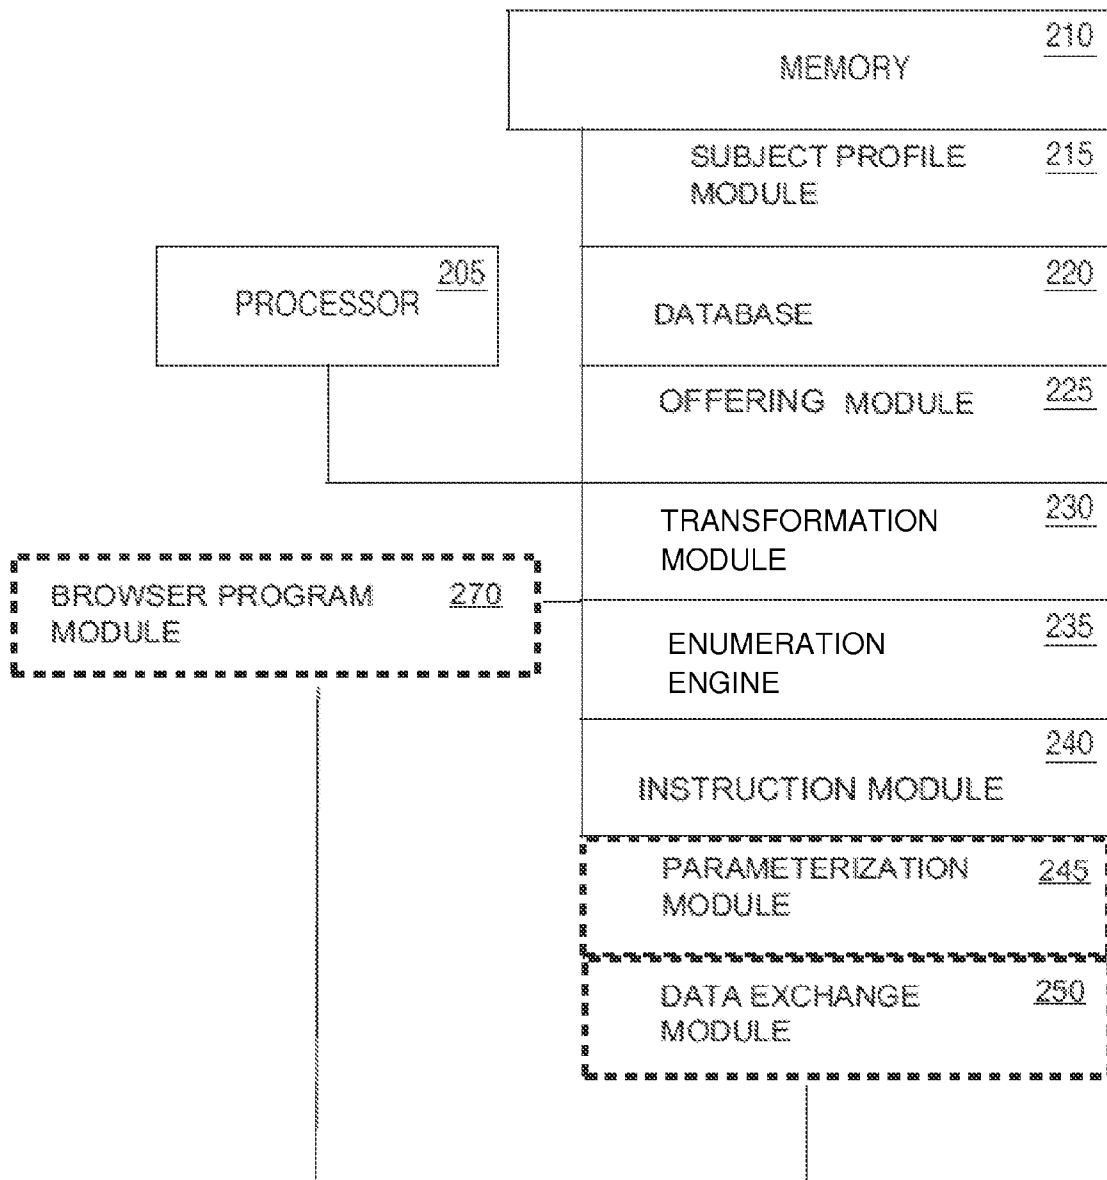 210
MEMORY
SUBJECT PROFILE 215
MODULE
205
PROCESSOR
220
DATABASE
OFFERING MODULE 225
TRANSFORMATION 230
MODULE
BROWSER PROGRAM 270
MODULE
ENUMERATION 235
ENGINE
240
INSTRUCTION MODULE
PARAMETERIZATION 245
MODULE
DATA EXCHANGE 250
MODULE